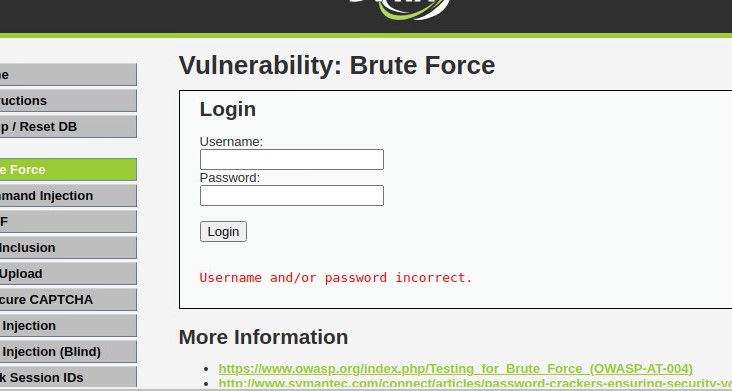 Vulnerability: Brute Force
e
uctions
p / Reset DB
e Force
mand Injection
F
Inclusion
Upload
cure CAPTCHA
Injection
Injection (Blind)
k Session IDs
Login
Username:
Password:
Login
Username and/or password incorrect.
More Information
https://www.owasp.org/index.php/Testing_for_Brute_Force_(OWASP-AT-004)
http://www.symantec.com/connect/articles/password-crackers-ensuring-security-yo